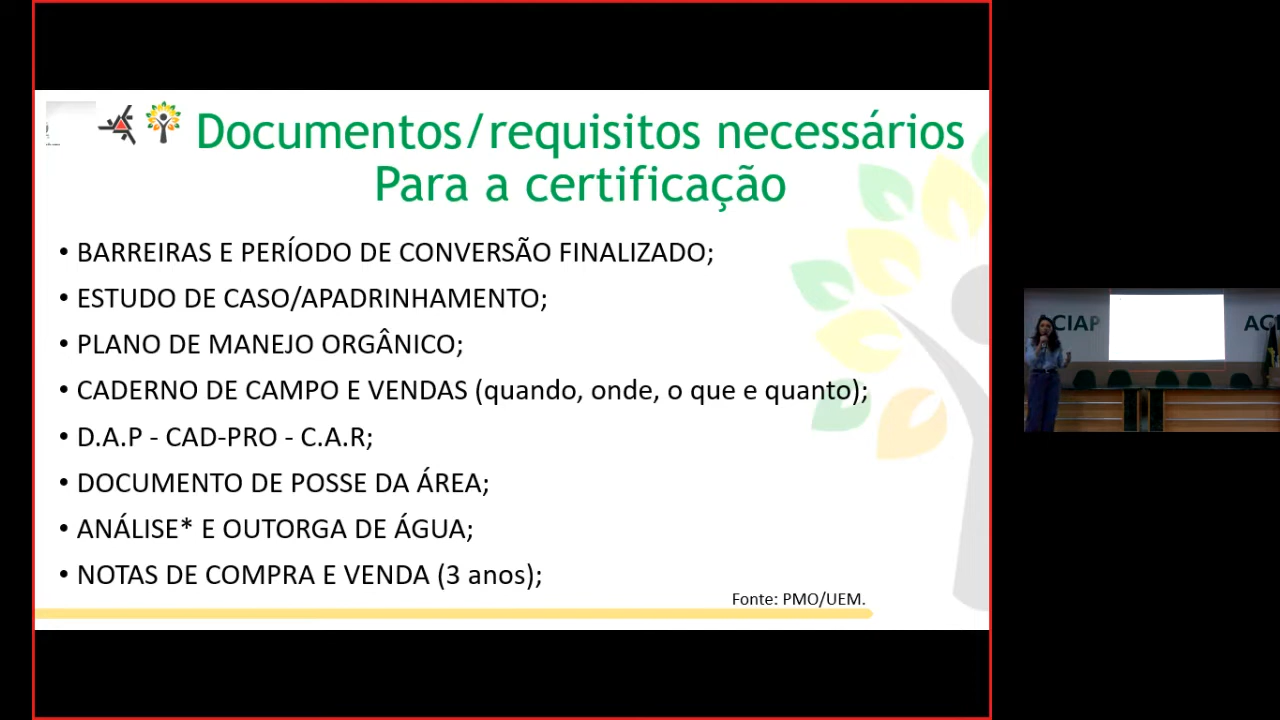 Documentos/requisitos necessários
Para a certificação
• BARREIRAS E PERÍODO DE CONVERSÃO FINALIZADO;
• ESTUDO DE CASO/APADRINHAMENTO;
• PLANO DE MANEJO ORGÂNICO;
• CADERNO DE CAMPO E VENDAS (quando, onde, o que e quanto);
• D.A.P - CAD-PRO - C.A.R;
• DOCUMENTO DE POSSE DA ÁREA;
• ANÁLISE* E OUTORGA DE ÁGUA;
• NOTAS DE COMPRA E VENDA (3 anos);
Fonte: PMO/UEM.
ACIAP